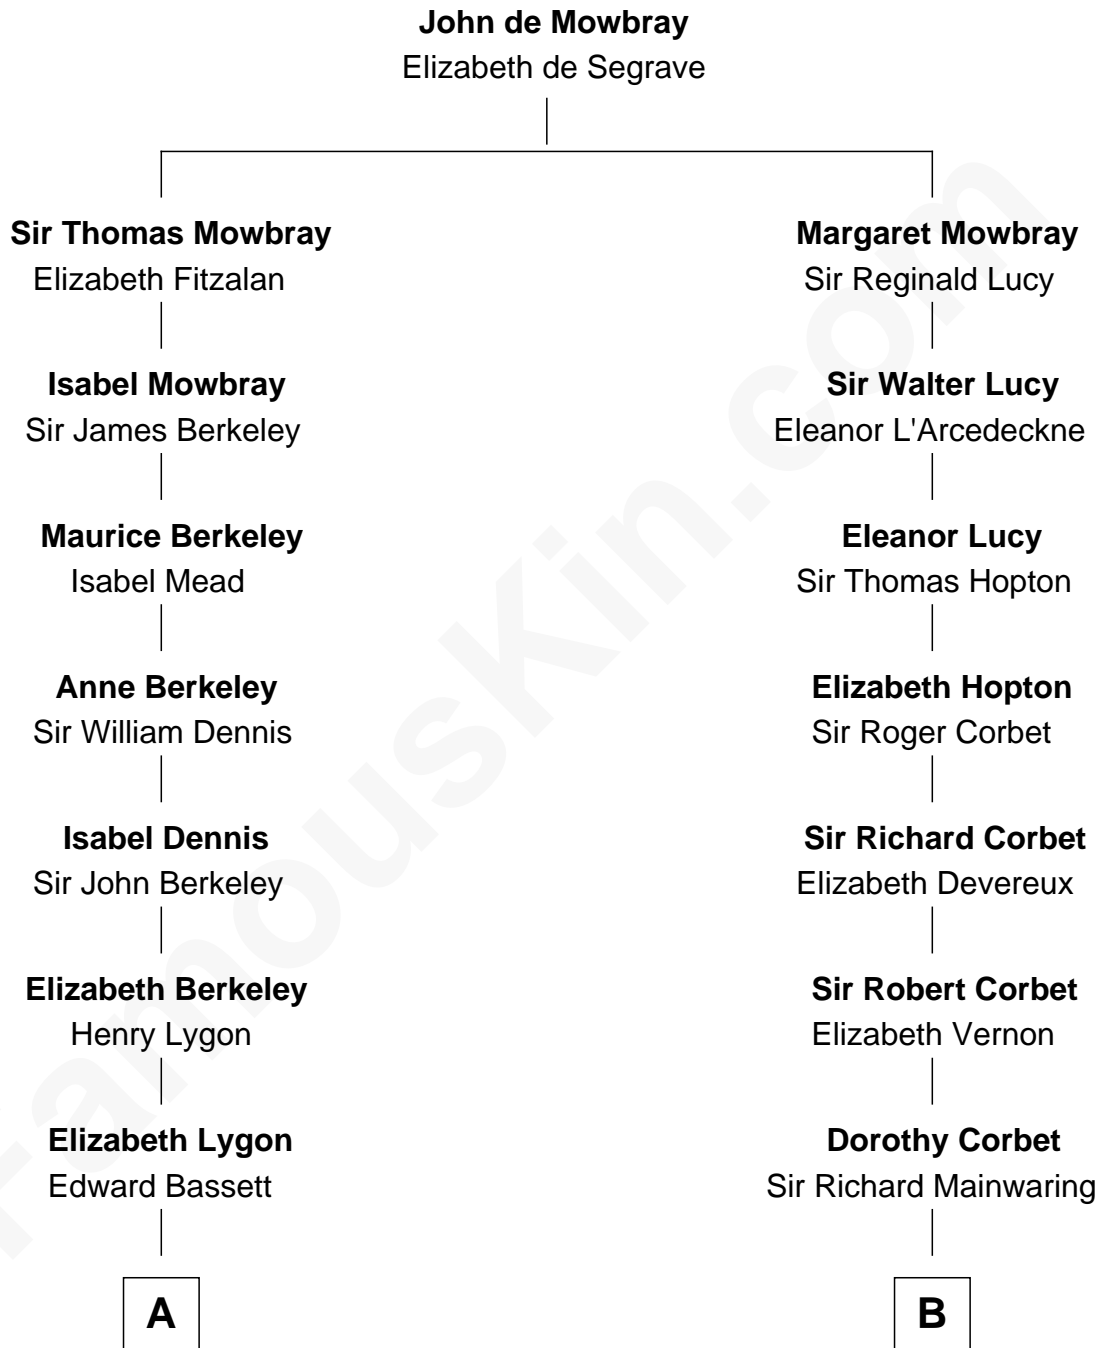 John de Mowbray
Elizabeth de Segrave
Sir Thomas Mowbray
Elizabeth Fitzalan
Isabel Mowbray
Sir James Berkeley
Maurice Berkeley
Isabel Mead
Anne Berkeley
Sir William Dennis
Isabel Dennis
Sir John Berkeley
Elizabeth Berkeley
Henry Lygon
Elizabeth Lygon
Edward Bassett
A
Margaret Mowbray
Sir Reginald Lucy
Sir Walter Lucy
Eleanor L'Arcedeckne
Eleanor Lucy
Sir Thomas Hopton
Elizabeth Hopton
Sir Roger Corbet
Sir Richard Corbet
Elizabeth Devereux
Sir Robert Corbet
Elizabeth Vernon
Dorothy Corbet
Sir Richard Mainwaring
B
FamousKin.com